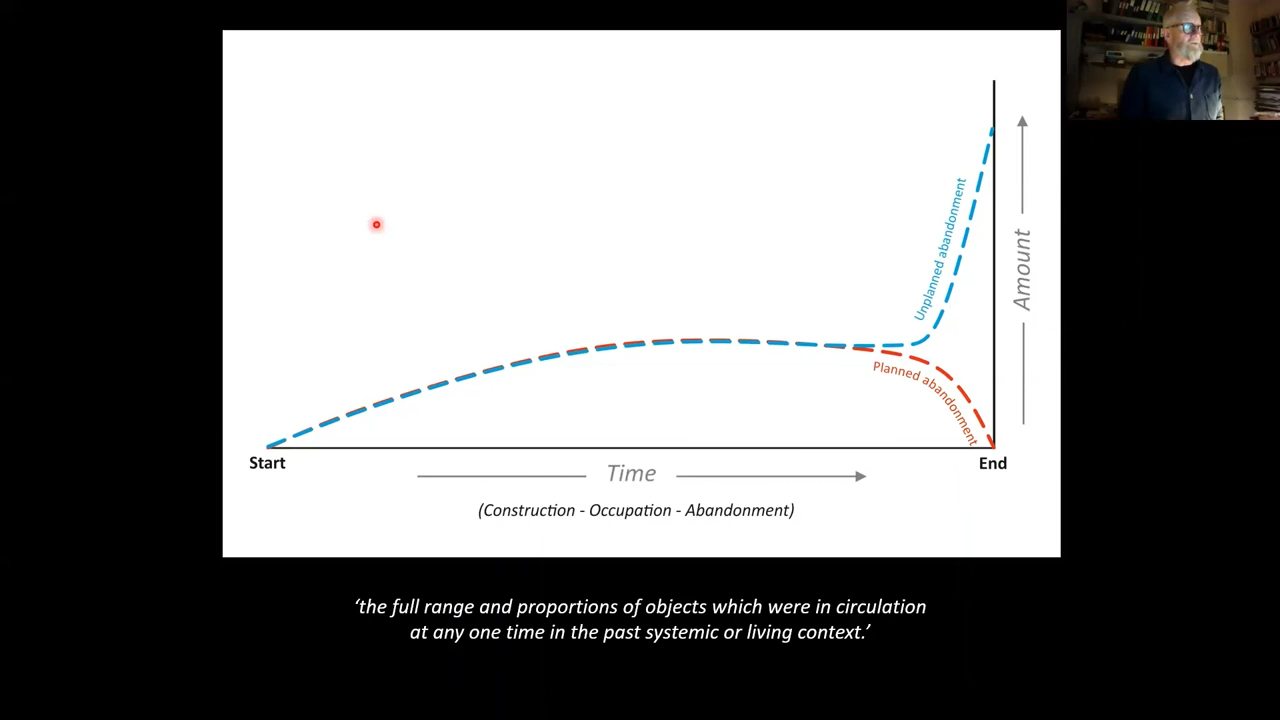 Unplanned abandonment
Amount
Planned abandonment
Start
End
Time
(Construction - Occupation - Abandonment)
‘the full range and proportions of objects which were in circulation
at any one time in the past systemic or living context.’